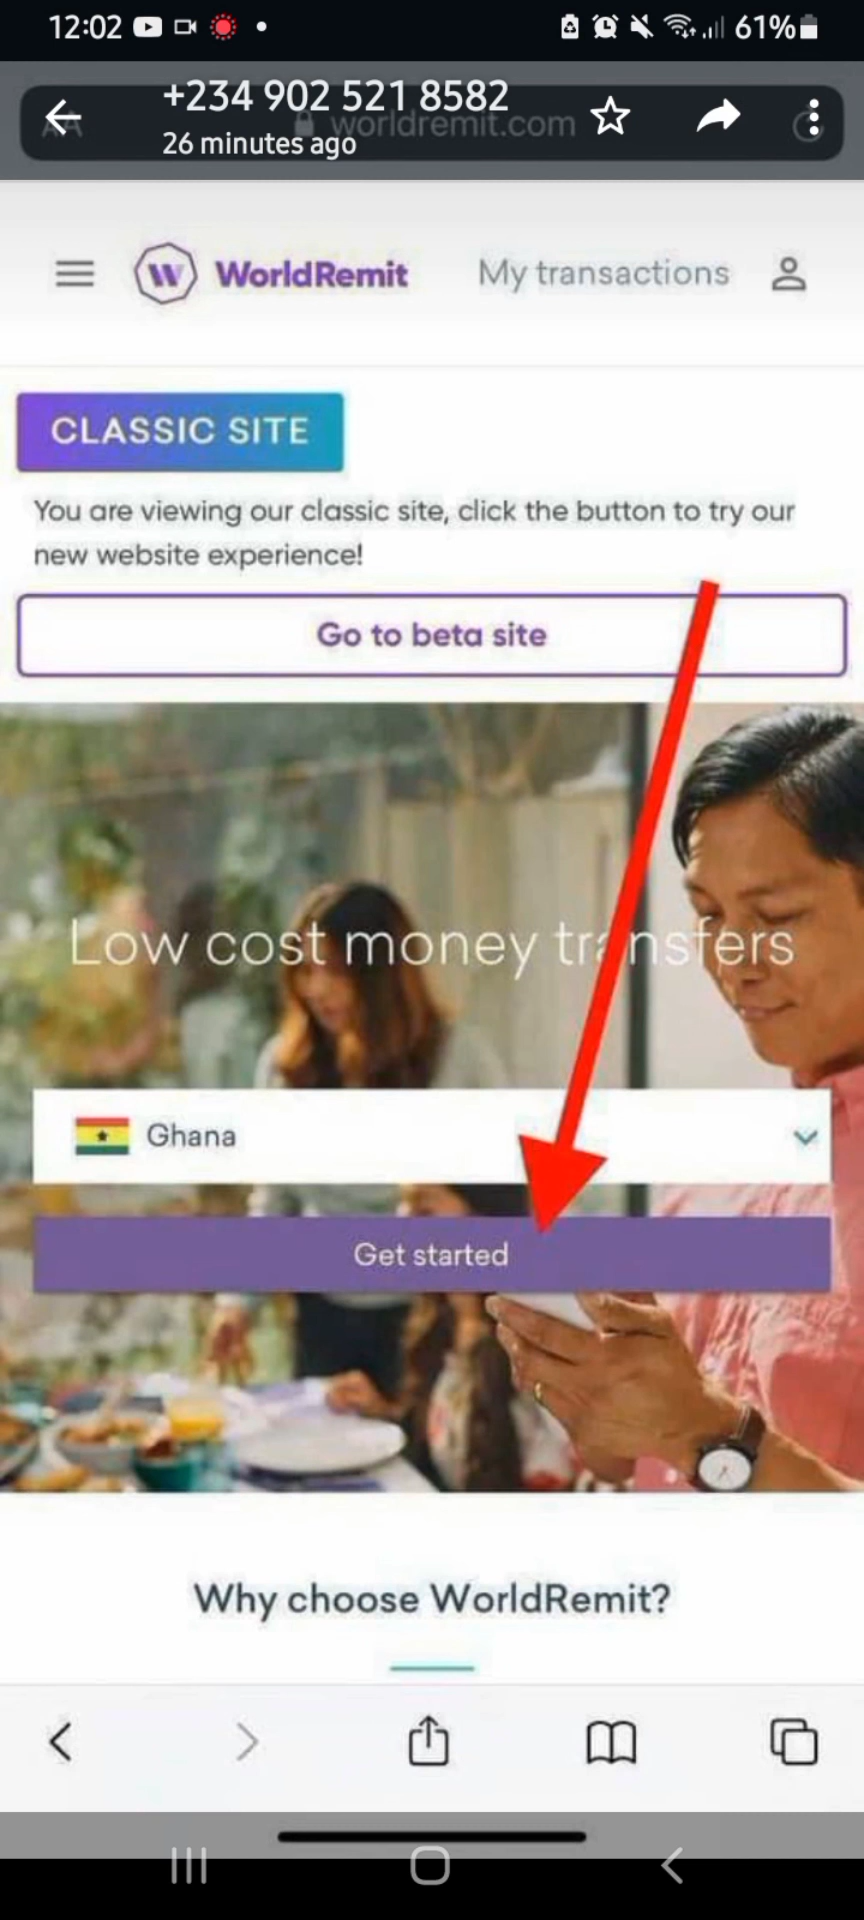 12:02
61%
+234 902 521 8582
worldremit.com
26 minutes ago
WorldRemit
My transactions
CLASSIC SITE
You are viewing our classic site, click the button to try our
new website experience!
Go to beta site
Low cost money transfers
Ghana
Get started
Why choose WorldRemit?